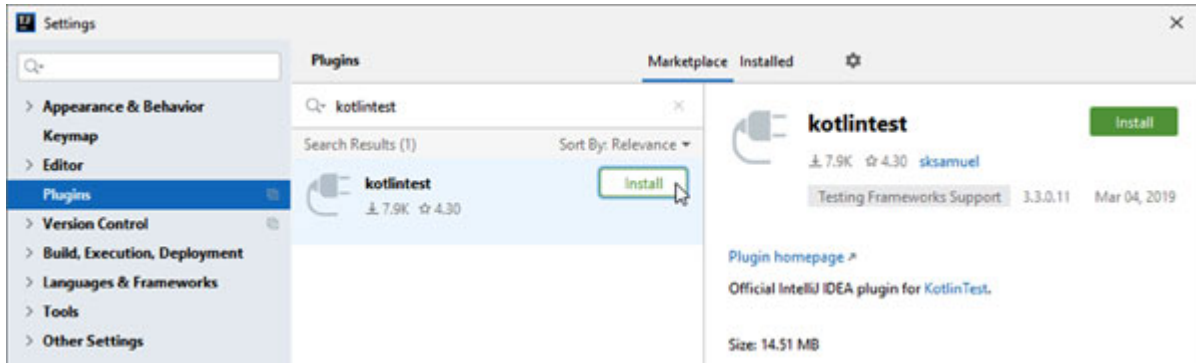 Settings
Appearance & Behavior
Keymap
Editor
Plugins
Version Control
Build, Execution, Deployment
Languages & Frameworks
Tools
Other Settings
Plugins
Marketplace Installed
kotlintest
Search Results (1) Sort By: Relevance
kotlintest
7.9K 4.30
Install
kotlintest
7.9K 4.30 sksamuel
Install
Testing Frameworks Support 3.3.0.11 Mar 04, 2019
Plugin homepage
Official IntelliJ IDEA plugin for KotlinTest.
Size: 14.51 MB